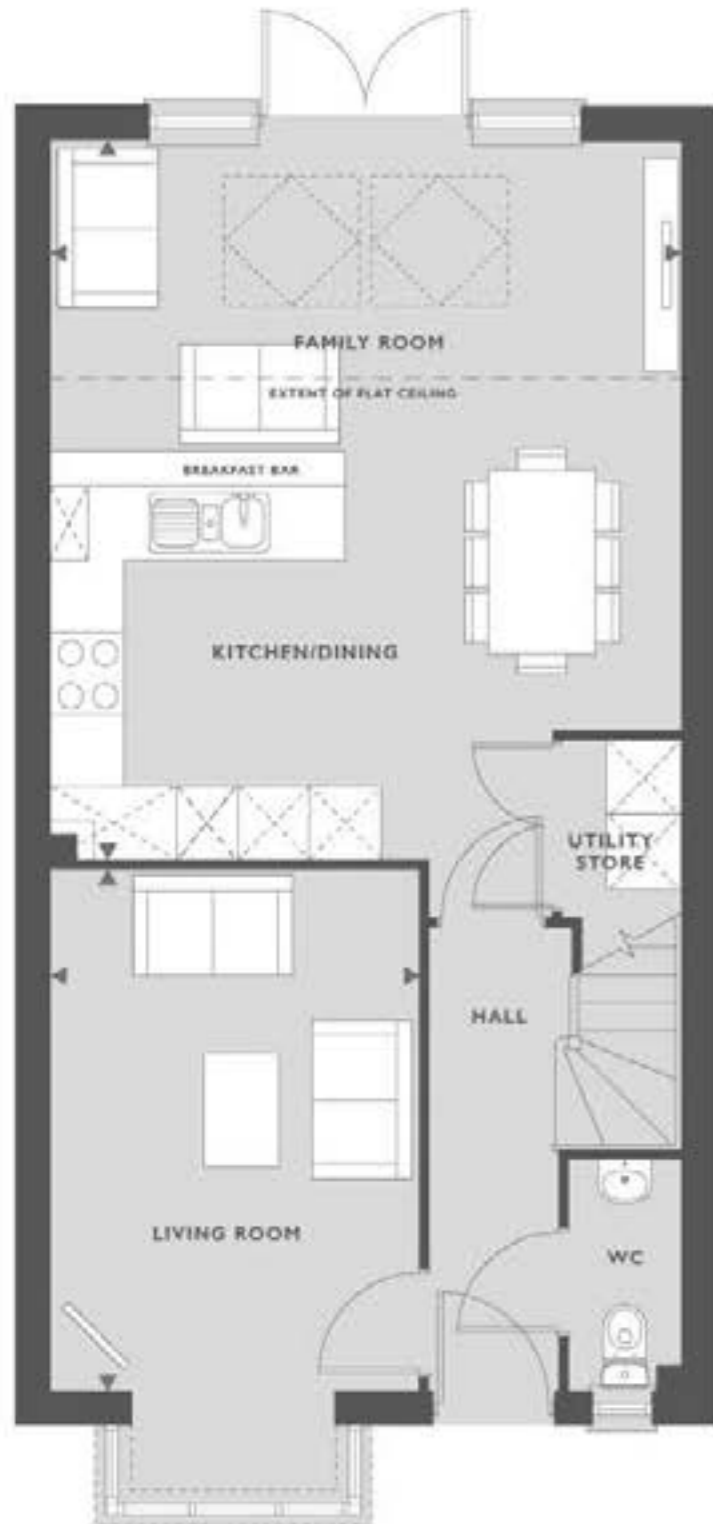 FAMILY ROOM
EXTENT OF FLAT CEILING
BREAKFAST BAR
KITCHEN/DINING
UTILITY
STORE
HALL
LIVING ROOM
WC